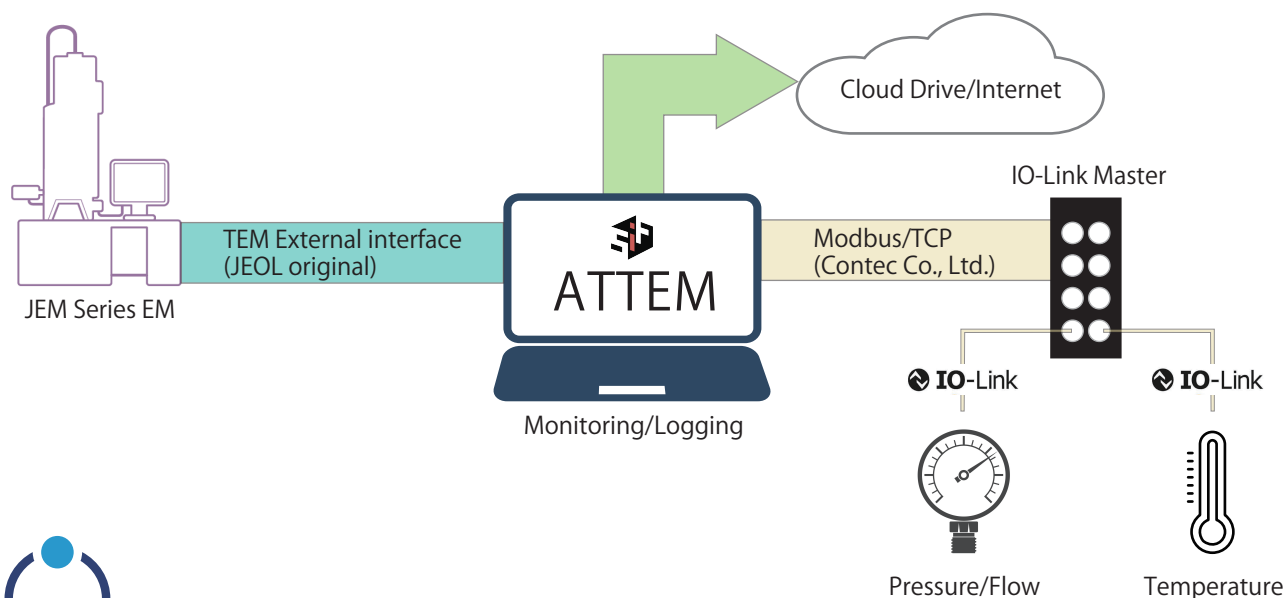 Cloud Drive/Internet
IO-Link Master
TEM External interface
(JEOL original)
ATTEM
Modbus/TCP
(Contec Co., Ltd.)
JEM Series EM
IO-Link
IO-Link
Monitoring/Logging
Pressure/Flow
Temperature